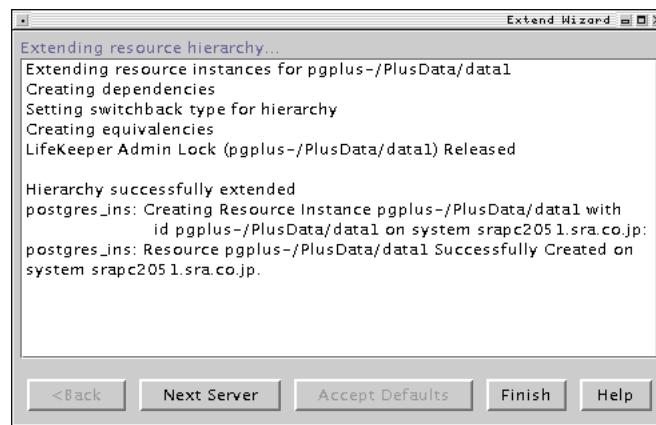 Extend Wizard
Extending resource hierarchy...
Extending resource instances for pgplus-/PlusData/data1
Creating dependencies
Setting switchback type for hierarchy
Creating equivalencies
LifeKeeper Admin Lock (pgplus-/PlusData/data1) Released
Hierarchy successfully extended
postgres_ins: Creating Resource Instance pgplus-/PlusData/data1 with
id pgplus-/PlusData/data1 on system srapc2051.sra.co.jp:
postgres_ins: Resource pgplus-/PlusData/data1 Successfully Created on
system srapc2051.sra.co.jp.
<Back Next Server Accept Defaults Finish Help